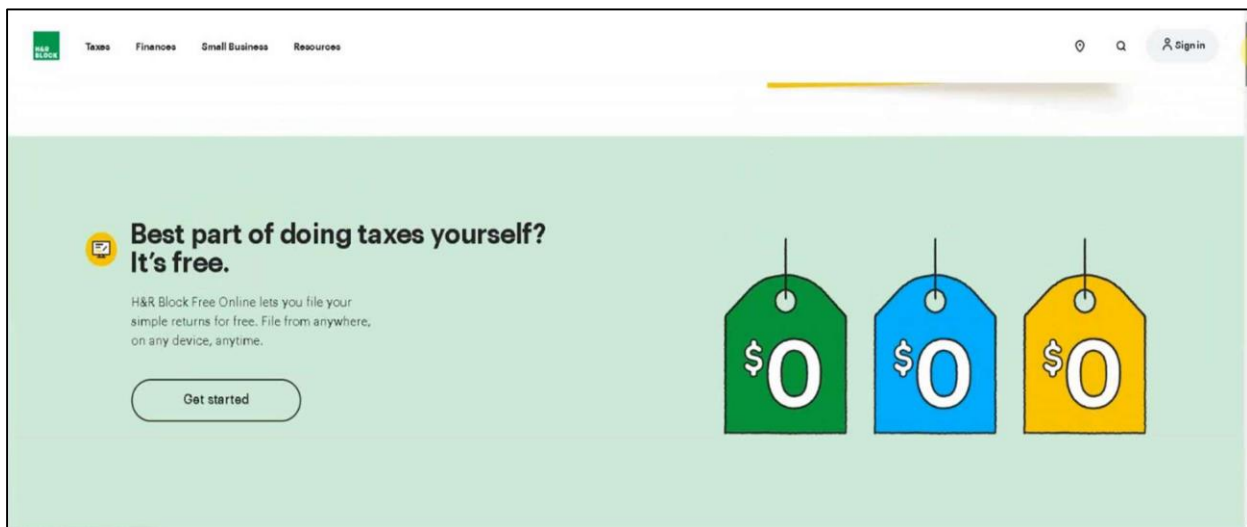 H&R
BLOCK
Taxes
Finances
Small Business
Resources
Sign in
Best part of doing taxes yourself?
It's free.
H&R Block Free Online lets you file your
simple returns for free. File from anywhere,
on any device, anytime.
Get started
$0
$0
$0